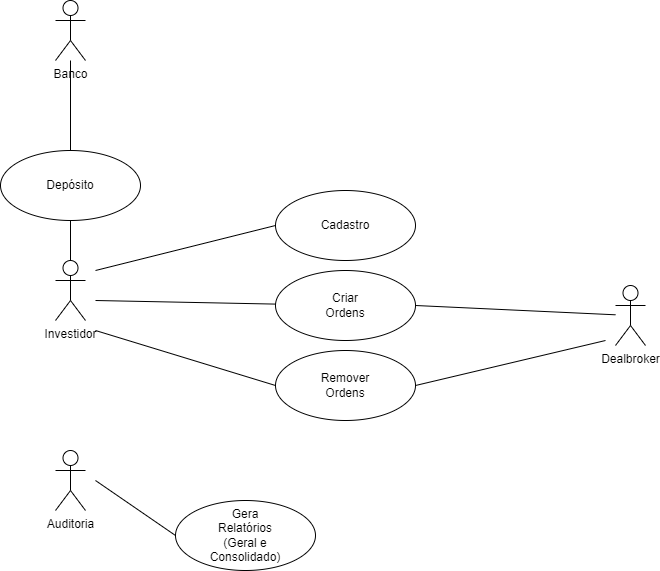 Banco
Depósito
Cadastro
Criar
Ordens
Investidor
Dealbroker
Remover
Ordens
Auditoria
Gera
Relatórios
(Geral e
Consolidado)